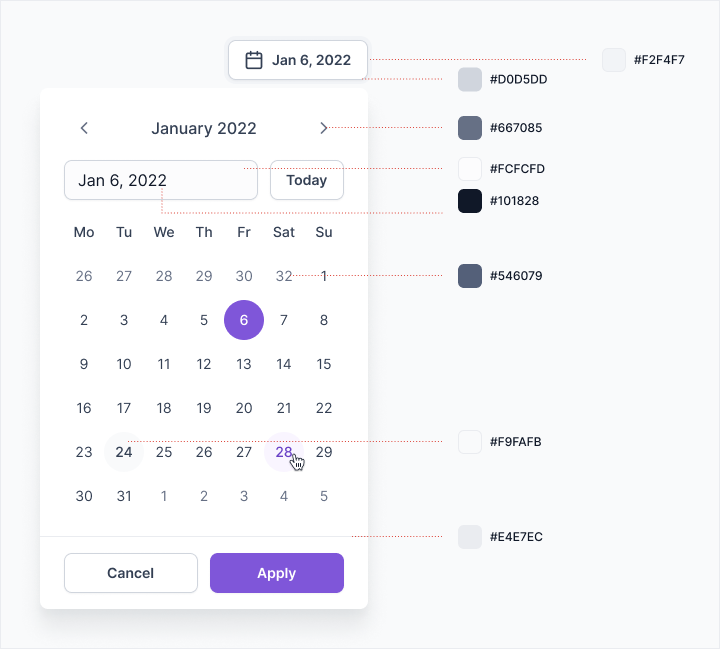 Jan 6, 2022
#F2F4F7
#D0D5DD
January 2022
#667085
Jan 6, 2022
Today
#FCFCFD
#101828
Mo Tu We Th Fr Sat Su
26 27 28 29 30 32 1
#546079
2 3 4 5 6 7 8
9 10 11 12 13 14 15
16 17 18 19 20 21 22
#F9FAFB
23 24 25 26 27 28 29
30 31 1 2 3 4 5
#E4E7EC
Cancel
Apply